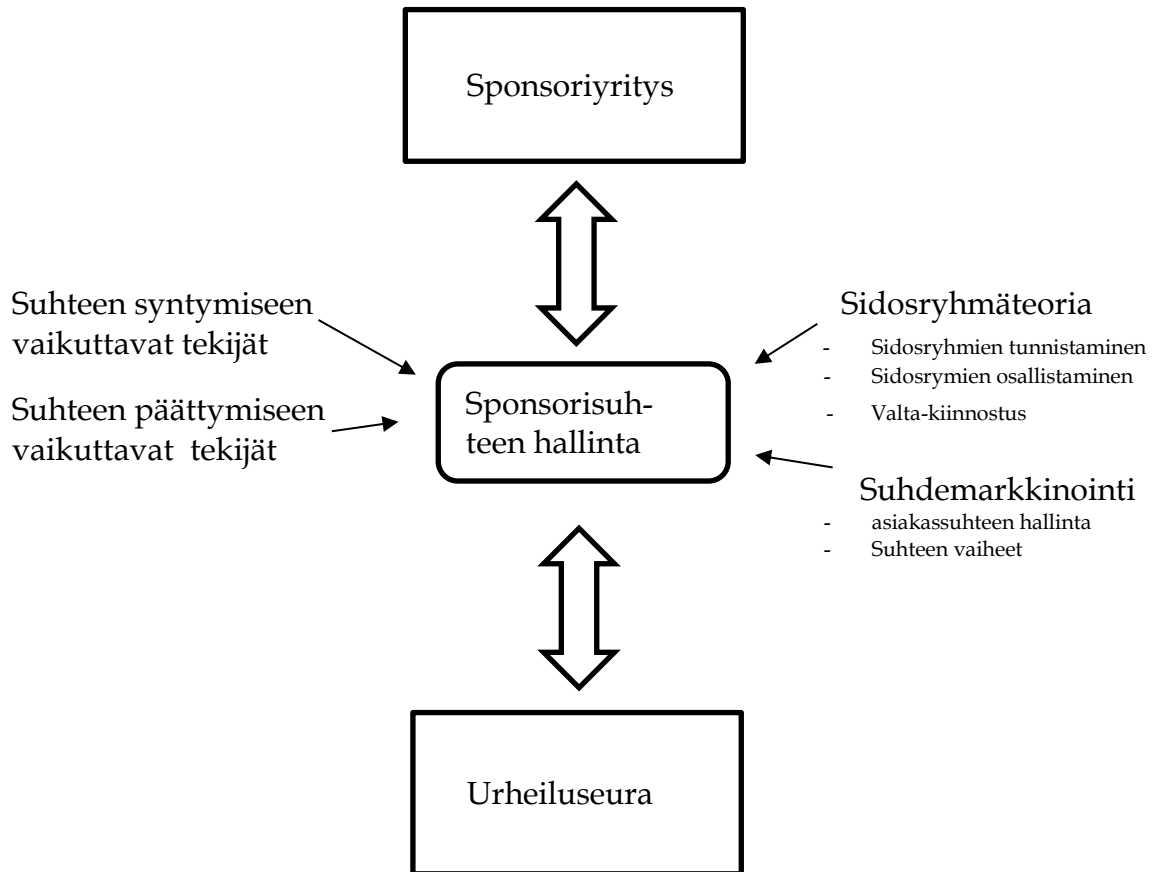 Sponsoriyritys
Suhteen syntymiseen
vaikuttavat tekijät
Suhteen päättymiseen
vaikuttavat tekijät
Sponsorisuh-
teen hallinta
Sidosryhmäteoria
- Sidosryhmien tunnistaminen
- Sidosrymien osallistaminen
- Valta-kiinnostus
Suhdemarkkinointi
- asiakassuhteen hallinta
- Suhteen vaiheet
Urheiluseura